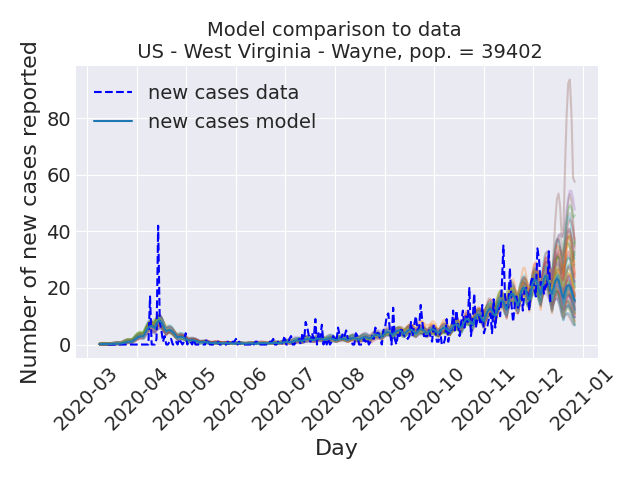 Model comparison to data
US - West Virginia - Wayne, pop. = 39402
Number of new cases reported
new cases data
new cases model
80
60
40
20
0
2020-03
2020-04
2020-05
2020-06
2020-07
2020-08
2020-09
2020-10
2020-11
2020-12
2021-01
Day